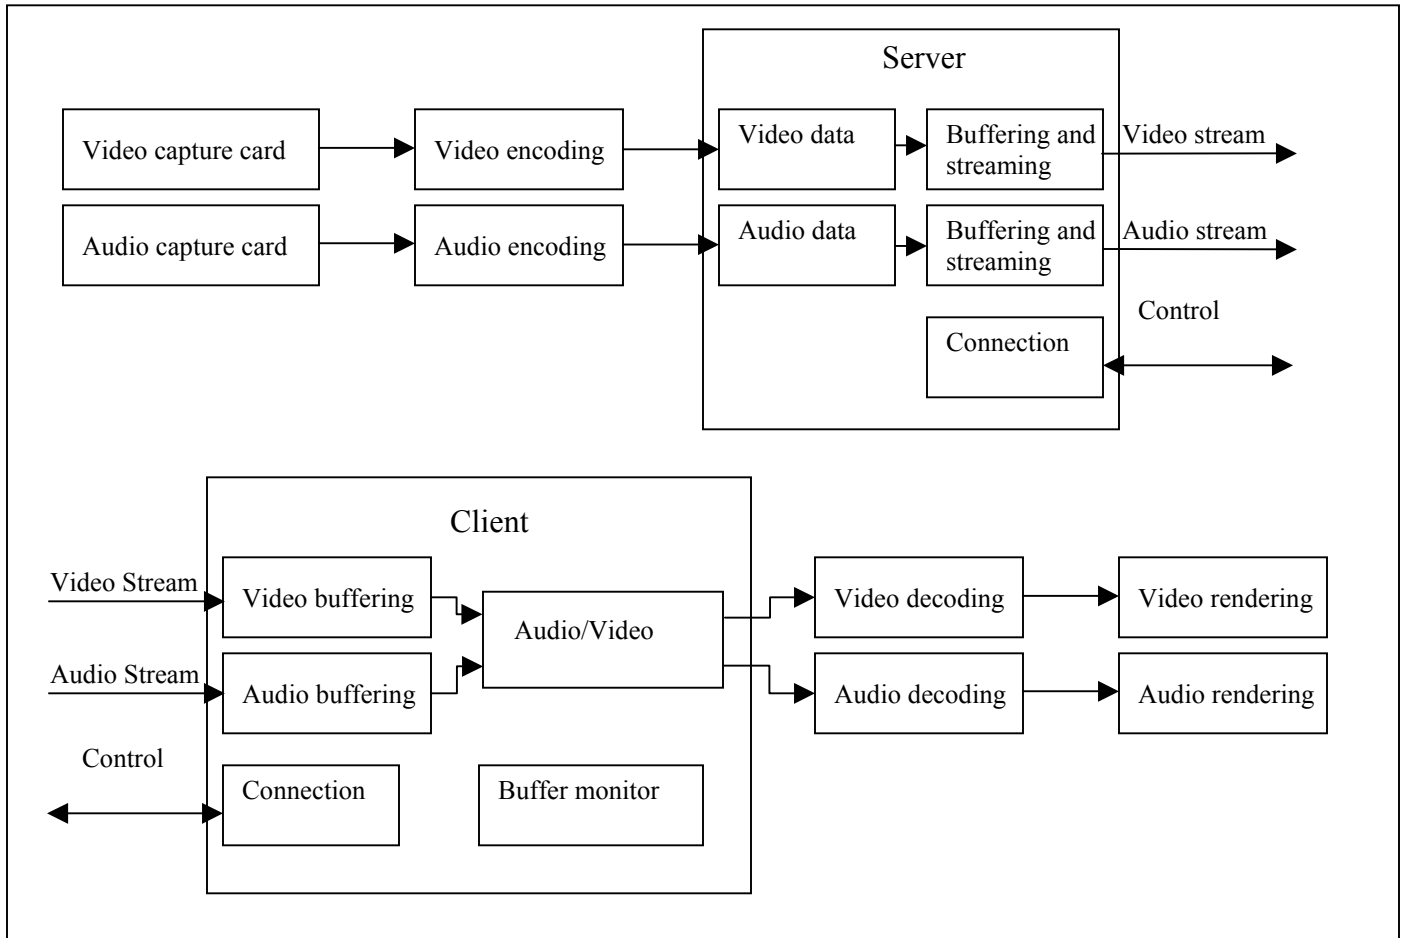 Server
Video capture card
Video encoding
Video data
Buffering and
streaming
Video stream
Audio capture card
Audio encoding
Audio data
Buffering and
streaming
Audio stream
Control
Connection
Client
Video Stream
Video buffering
Audio/Video
Video decoding
Video rendering
Audio Stream
Audio buffering
Audio decoding
Audio rendering
Control
Connection
Buffer monitor